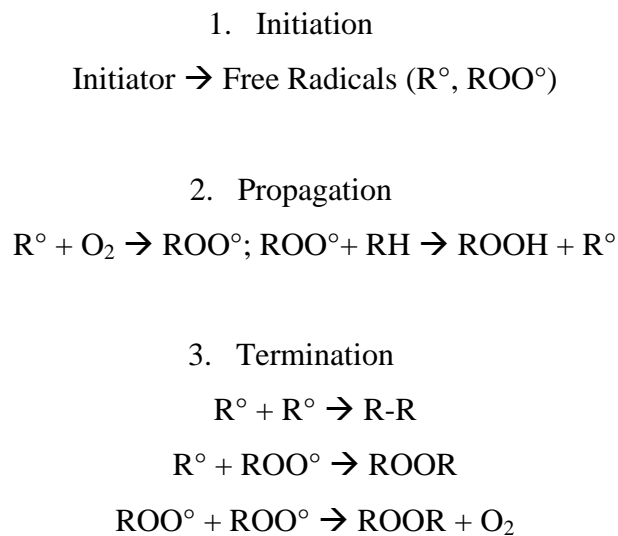 1. Initiation
Initiator → Free Radicals (R°, ROO°)
2. Propagation
R° + O₂ → ROO°; ROO°+ RH → ROOH + R°
3. Termination
R° + R° → R-R
R° + ROO° → ROOR
ROO° + ROO° → ROOR + O₂